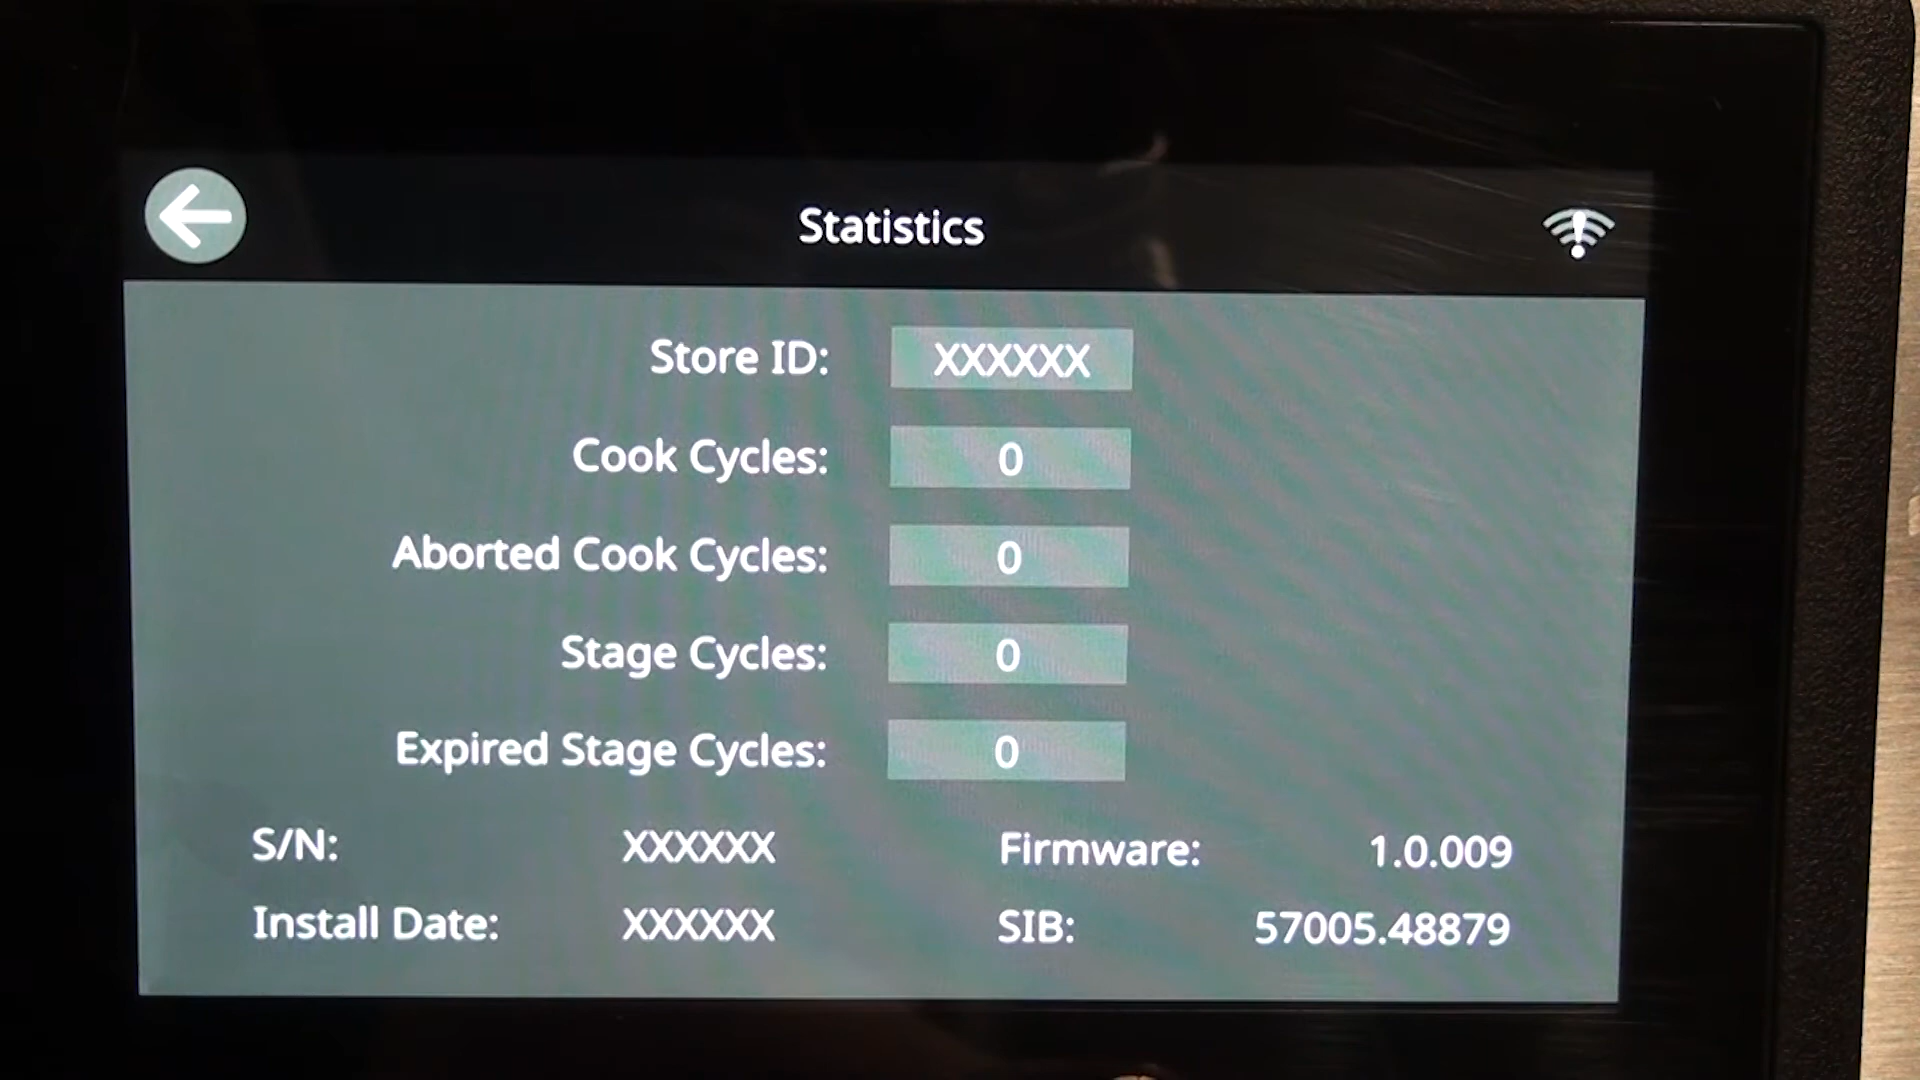 Statistics
Store ID: XXXXXX
Cook Cycles: 0
Aborted Cook Cycles: 0
Stage Cycles: 0
Expired Stage Cycles: 0
S/N: XXXXXX Firmware: 1.0.009
Install Date: XXXXXX SIB: 57005.48879